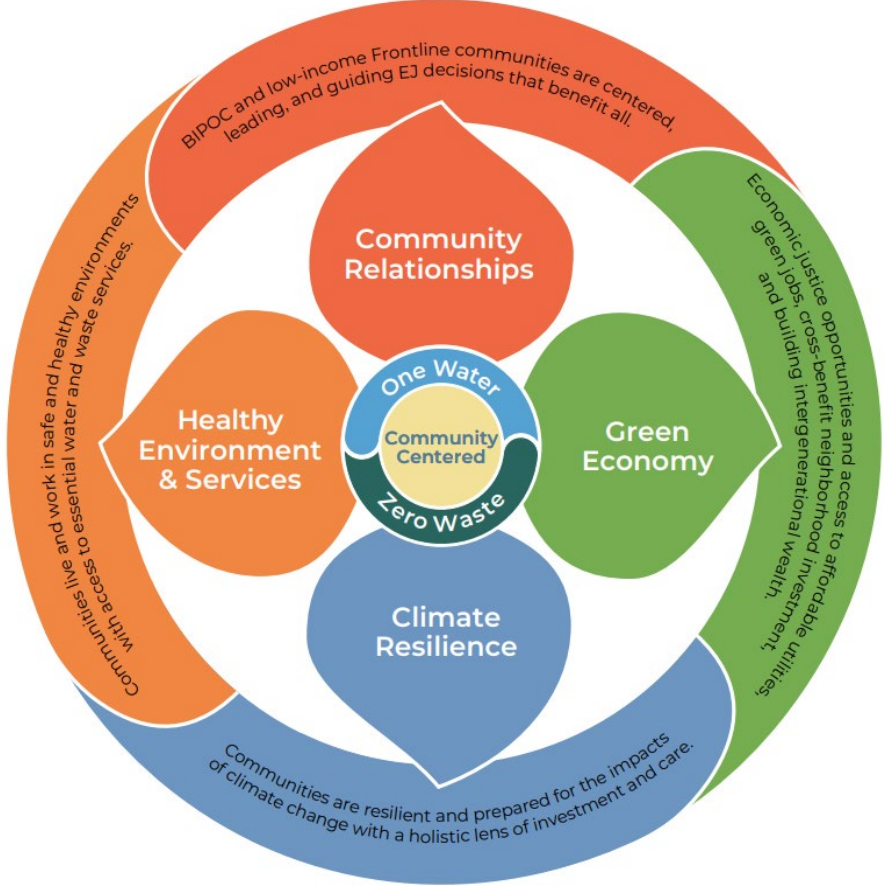 BIPOC and low-income Frontline communities are centered,
leading, and guiding EJ decisions that benefit all.
Economic justice opportunities and access to affordable utilities,
green jobs, cross-benefit neighborhood investment,
and building intergenerational wealth.
Communities are resilient and prepared for the impacts
of climate change with a holistic lens of investment and care.
Communities live and work in safe and healthy environments
with access to essential water and waste services.
Community
Relationships
Green
Economy
Climate
Resilience
Healthy
Environment
& Services
One Water
Community
Centered
Zero Waste